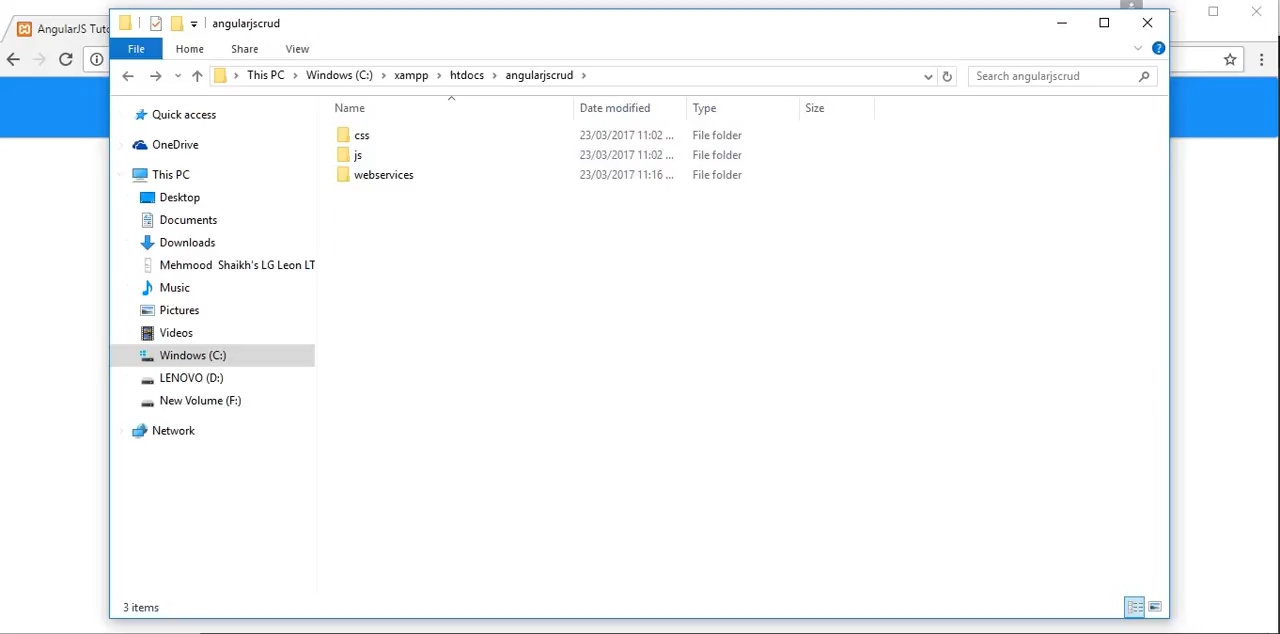 AngularJS Tuto
angularjscrud
File Home Share View
This PC Windows (C:) xampp htdocs angularjscrud
Search angularjscrud
Name Date modified Type Size
css 23/03/2017 11:02 ... File folder
js 23/03/2017 11:02 ... File folder
webservices 23/03/2017 11:16 ... File folder
Quick access
OneDrive
This PC
Desktop
Documents
Downloads
Mehmood Shaikh's LG Leon LT
Music
Pictures
Videos
Windows (C:)
LENOVO (D:)
New Volume (F:)
Network
3 items